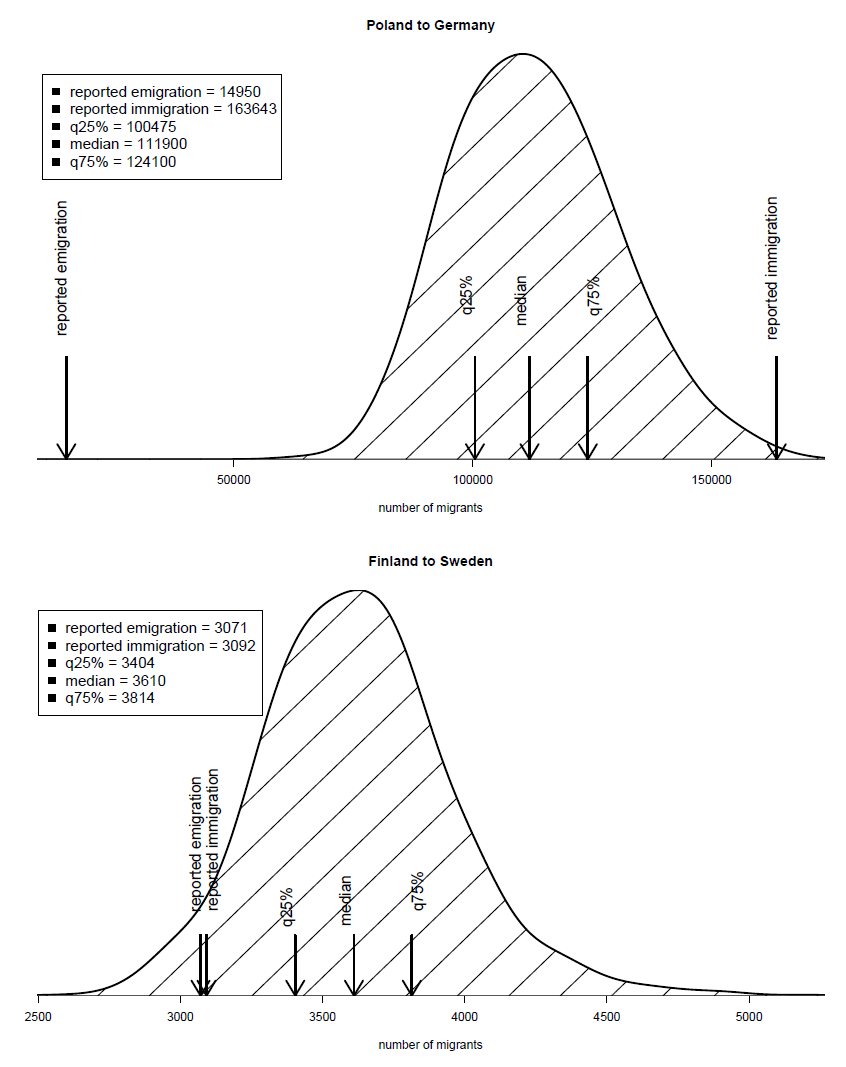 Poland to Germany
reported emigration = 14950
reported immigration = 163643
q25% = 100475
median = 111900
q75% = 124100
reported emigration
q25%
median
q75%
reported immigration
50000
100000
150000
number of migrants
Finland to Sweden
reported emigration = 3071
reported immigration = 3092
q25% = 3404
median = 3610
q75% = 3814
reported emigration
reported immigration
q25%
median
q75%
2500
3000
3500
4000
4500
5000
number of migrants